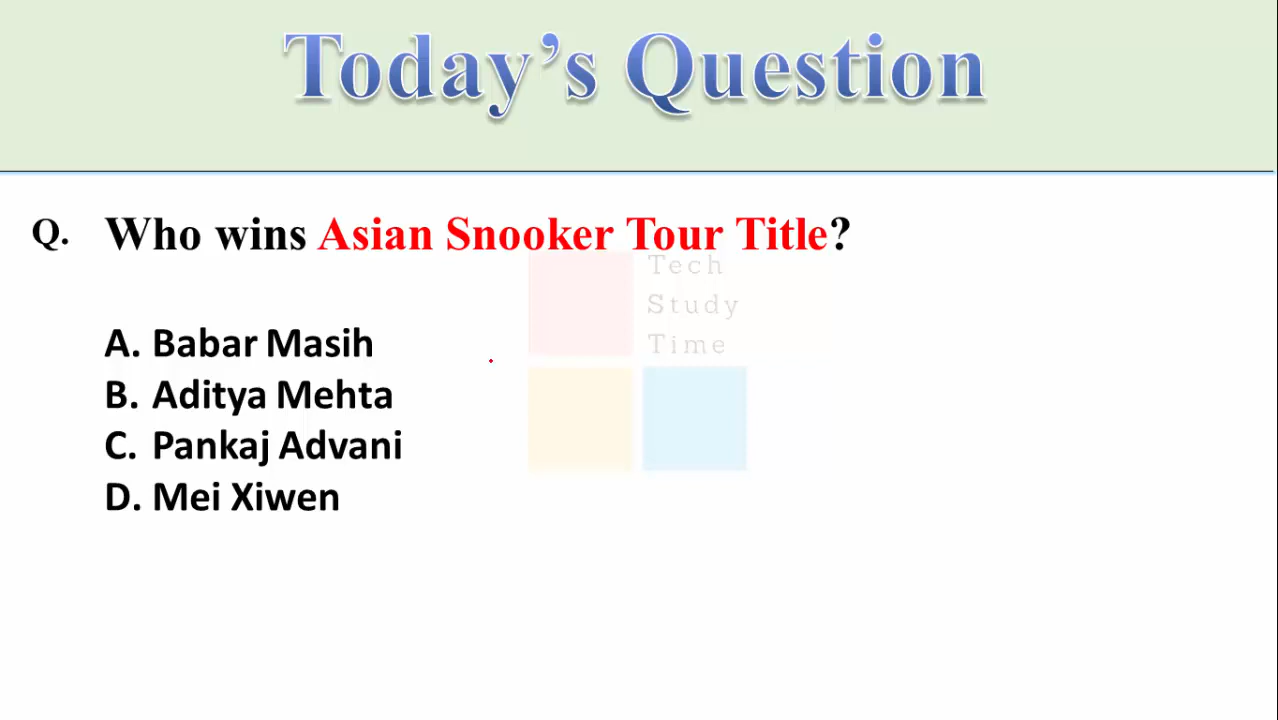 Today's Question
Q. Who wins Asian Snooker Tour Title?
Tech
Study
Time
A. Babar Masih
B. Aditya Mehta
C. Pankaj Advani
D. Mei Xiwen